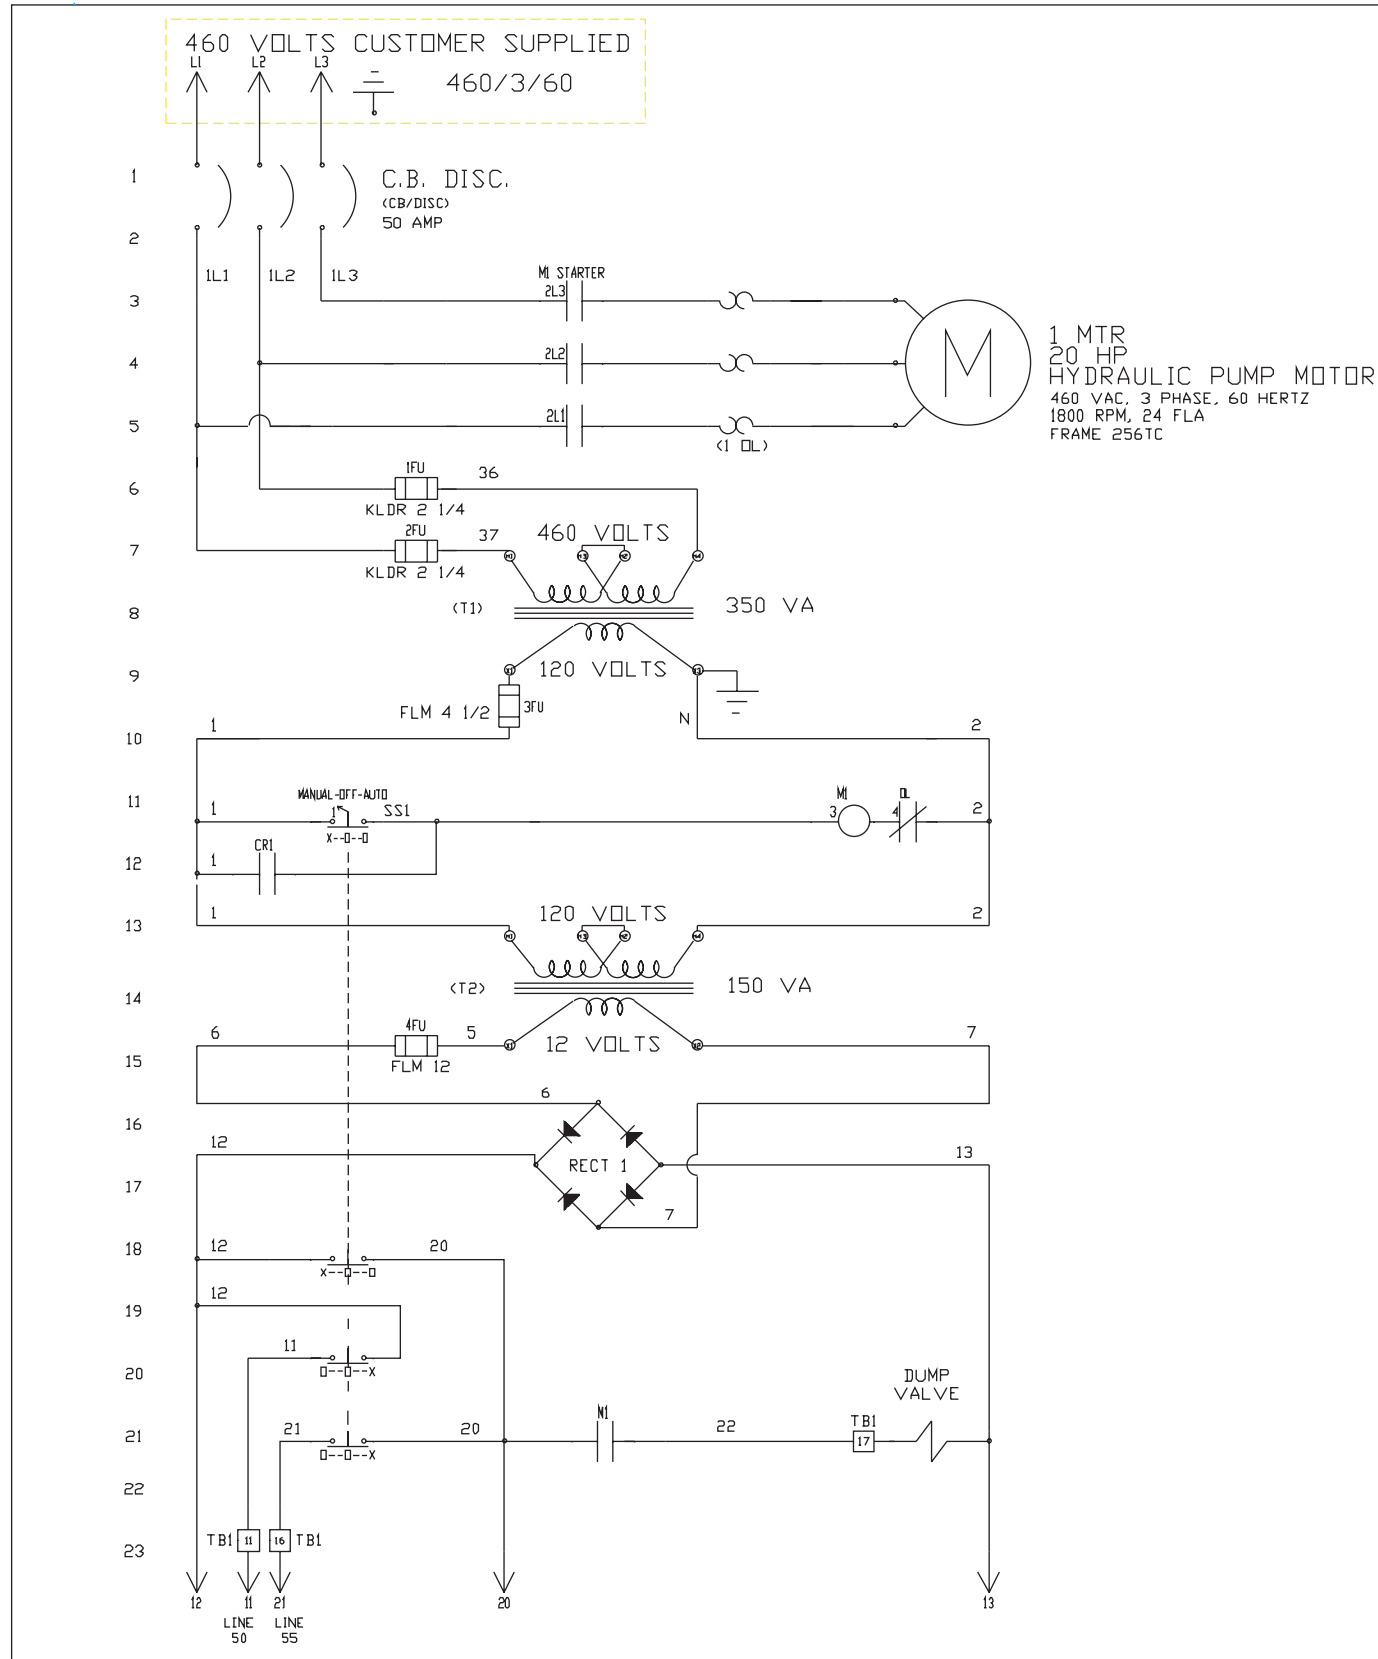 460 VOLTS CUSTOMER SUPPLIED
L1 L2 L3
460/3/60
1
C.B. DISC.
(CB/DISC)
50 AMP
2
1L1 1L2 1L3
M1 STARTER
3
2L3
4
2L2
1 MTR
20 HP
HYDRAULIC PUMP MOTOR
460 VAC, 3 PHASE, 60 HERTZ
1800 RPM, 24 FLA
FRAME 256TC
M
5
2L1
(1 OL)
6
1FU
36
KLDR 2 1/4
7
2FU
37
460 VOLTS
KLDR 2 1/4
8
(T1)
350 VA
9
120 VOLTS
FLM 4 1/2
3FU
N
10
1
2
11
MANUAL-OFF-AUTO
1
1
SS1
X--O--O
M1
3
OL
4
2
12
1
CR1
13
1
120 VOLTS
2
14
(T2)
150 VA
15
6
4FU
5
12 VOLTS
7
FLM 12
6
16
12
RECT 1
13
17
7
18
12
20
X--O--O
19
12
20
11
O--O--X
DUMP
VALVE
21
21
20
O--O--X
M1
22
TB1
17
22
23
TB1 11 16 TB1
12 11 21 20 13
LINE LINE
50 55